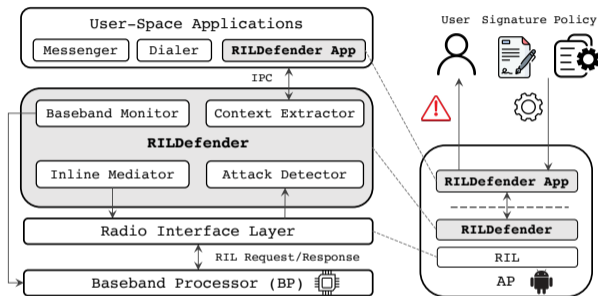 User-Space Applications
Messenger
Dialer
RILDefender App
IPC
Baseband Monitor
Context Extractor
RILDefender
Inline Mediator
Attack Detector
Radio Interface Layer
RIL Request/Response
Baseband Processor (BP)
User
Signature
Policy
RILDefender App
RILDefender
RIL
AP